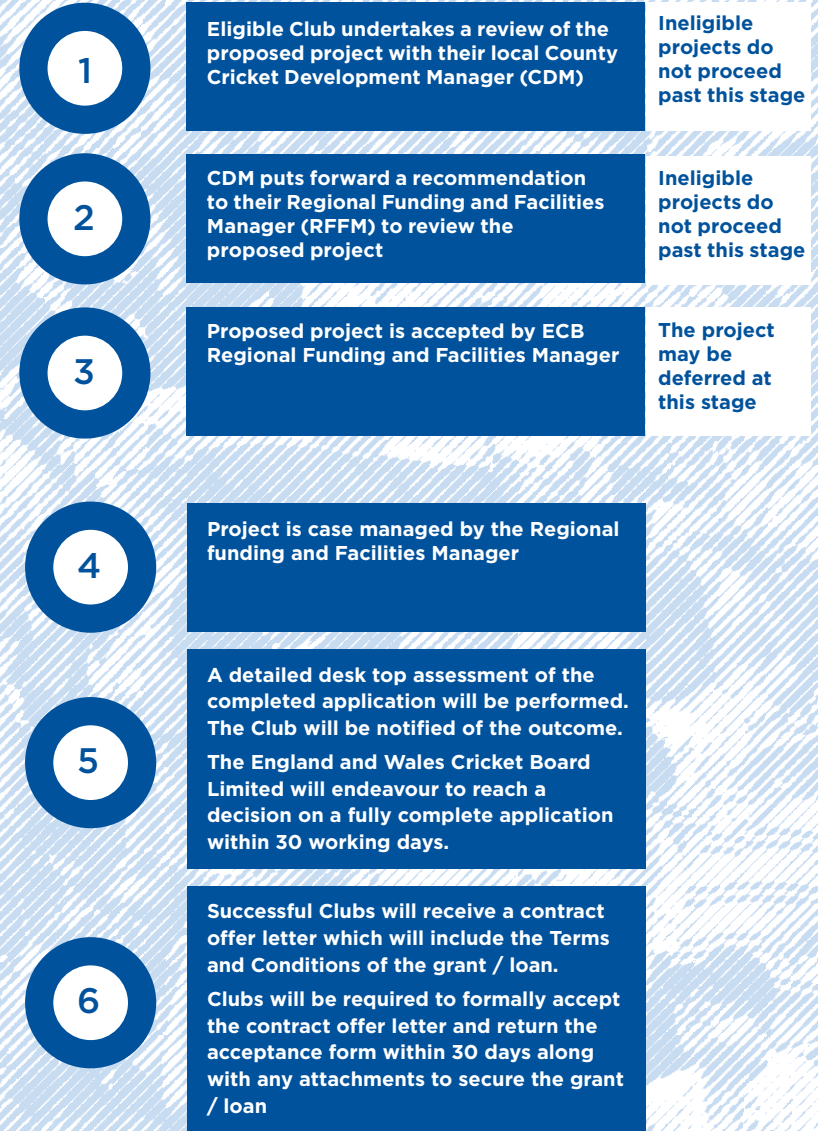 1
Eligible Club undertakes a review of the
proposed project with their local County
Cricket Development Manager (CDM)
Ineligible
projects do
not proceed
past this stage
2
CDM puts forward a recommendation
to their Regional Funding and Facilities
Manager (RFFM) to review the
proposed project
Ineligible
projects do
not proceed
past this stage
3
Proposed project is accepted by ECB
Regional Funding and Facilities Manager
The project
may be
deferred at
this stage
4
Project is case managed by the Regional
funding and Facilities Manager
5
A detailed desk top assessment of the
completed application will be performed.
The Club will be notified of the outcome.
The England and Wales Cricket Board
Limited will endeavour to reach a
decision on a fully complete application
within 30 working days.
6
Successful Clubs will receive a contract
offer letter which will include the Terms
and Conditions of the grant / loan.
Clubs will be required to formally accept
the contract offer letter and return the
acceptance form within 30 days along
with any attachments to secure the grant
/ loan